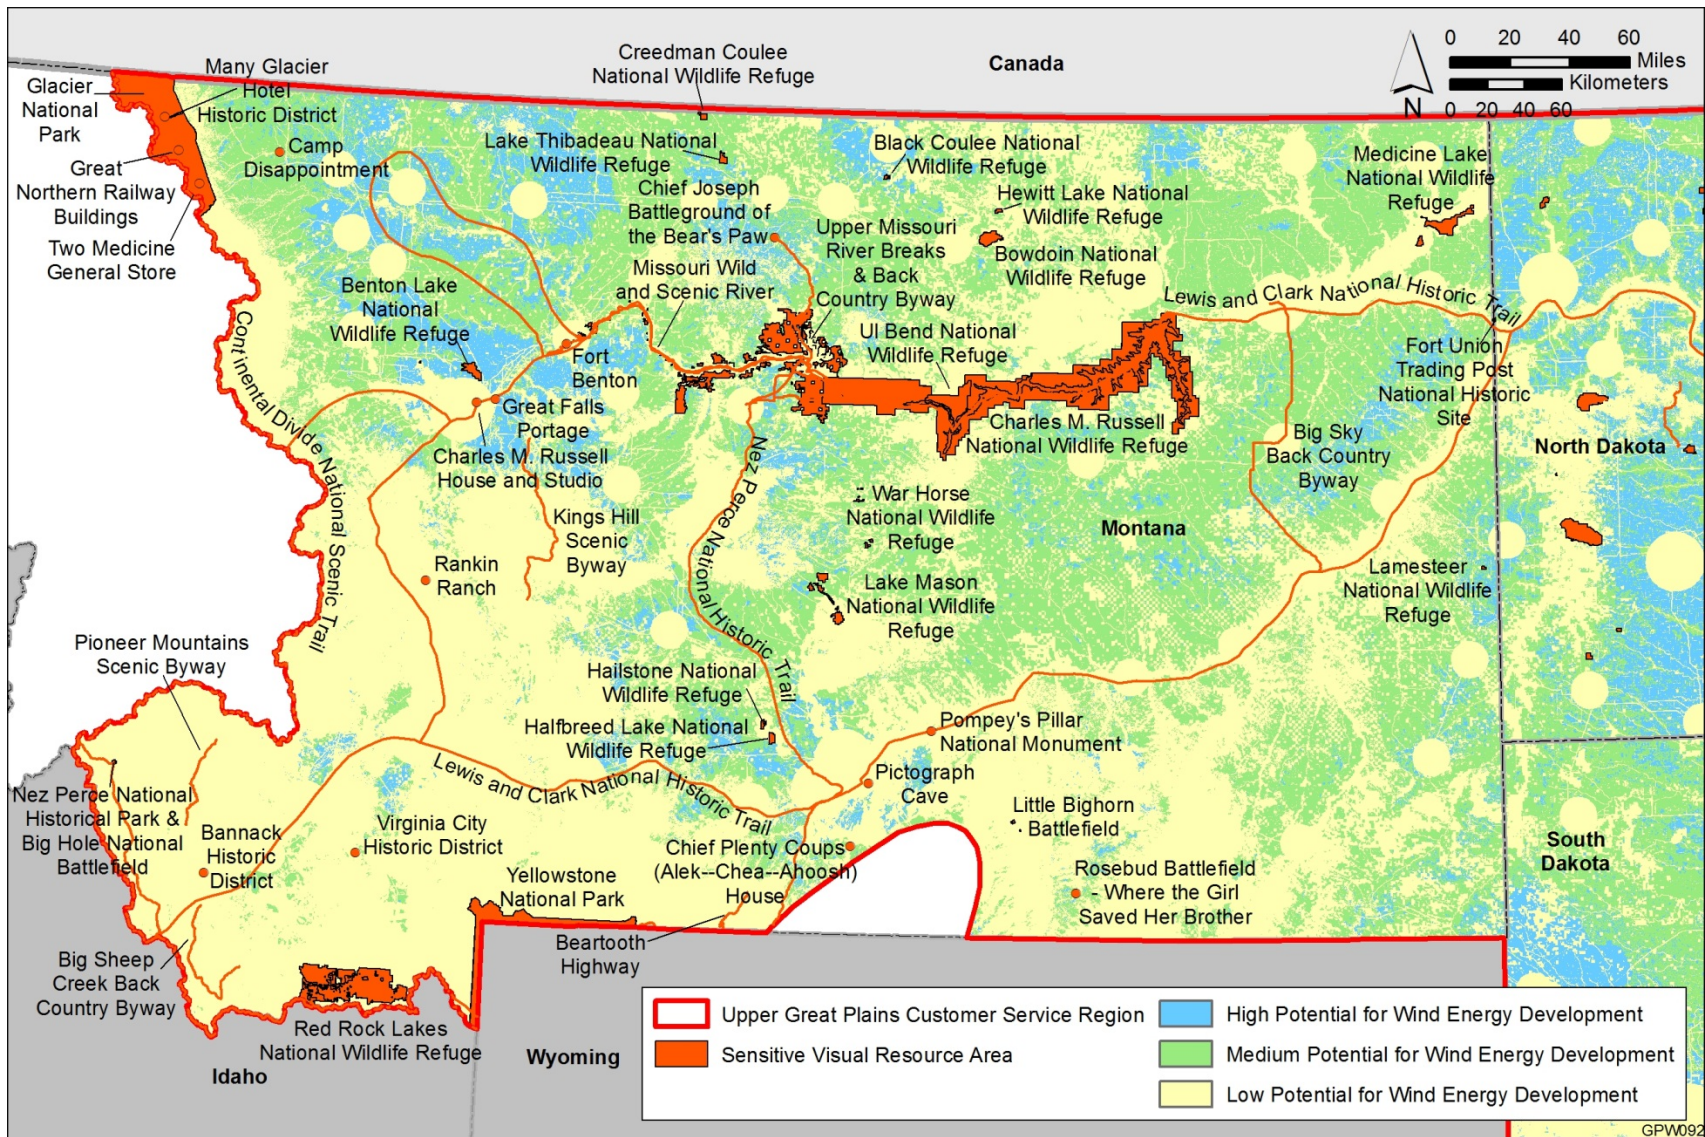 Creedman Coulee
National Wildlife Refuge
Canada
0 20 40 60
Miles
Kilometers
0 20 40 60
N
Glacier
National
Park
Many Glacier
Hotel
Historic District
Camp
Disappointment
Great
Northern Railway
Buildings
Two Medicine
General Store
Lake Thibadeau National
Wildlife Refuge
Chief Joseph
Battleground of
the Bear's Paw
Black Coulee National
Wildlife Refuge
Hewitt Lake National
Wildlife Refuge
Bowdoin National
Wildlife Refuge
Medicine Lake
National Wildlife
Refuge
Upper Missouri
River Breaks
& Back
Country Byway
Missouri Wild
and Scenic River
Benton Lake
National
Wildlife Refuge
Lewis and Clark National Historic Trail
Ul Bend National
Wildlife Refuge
Fort
Benton
Fort Union
Trading Post
National Historic
Site
Great Falls
Portage
Charles M. Russell
House and Studio
Charles M. Russell
National Wildlife Refuge
Continental Divide National Scenic Trail
Nez Perce National Historic Trail
Big Sky
Back Country
Byway
North Dakota
War Horse
National Wildlife
Refuge
Montana
Kings Hill
Scenic
Byway
Rankin
Ranch
Lake Mason
National Wildlife
Refuge
Lamesteer
National Wildlife
Refuge
Pioneer Mountains
Scenic Byway
Hailstone National
Wildlife Refuge
Halfbreed Lake National
Wildlife Refuge
Pompey's Pillar
National Monument
Lewis and Clark National Historic Trail
Pictograph
Cave
Nez Perce National
Historical Park &
Big Hole National
Battlefield
Bannack
Historic
District
Virginia City
Historic District
Little Bighorn
Battlefield
Chief Plenty Coups
(Alek--Chea--Ahoosh)
House
Yellowstone
National Park
Rosebud Battlefield
- Where the Girl
Saved Her Brother
South
Dakota
Beartooth
Highway
Big Sheep
Creek Back
Country Byway
Red Rock Lakes
National Wildlife Refuge
Idaho
Wyoming
Upper Great Plains Customer Service Region
Sensitive Visual Resource Area
High Potential for Wind Energy Development
Medium Potential for Wind Energy Development
Low Potential for Wind Energy Development
GPW092